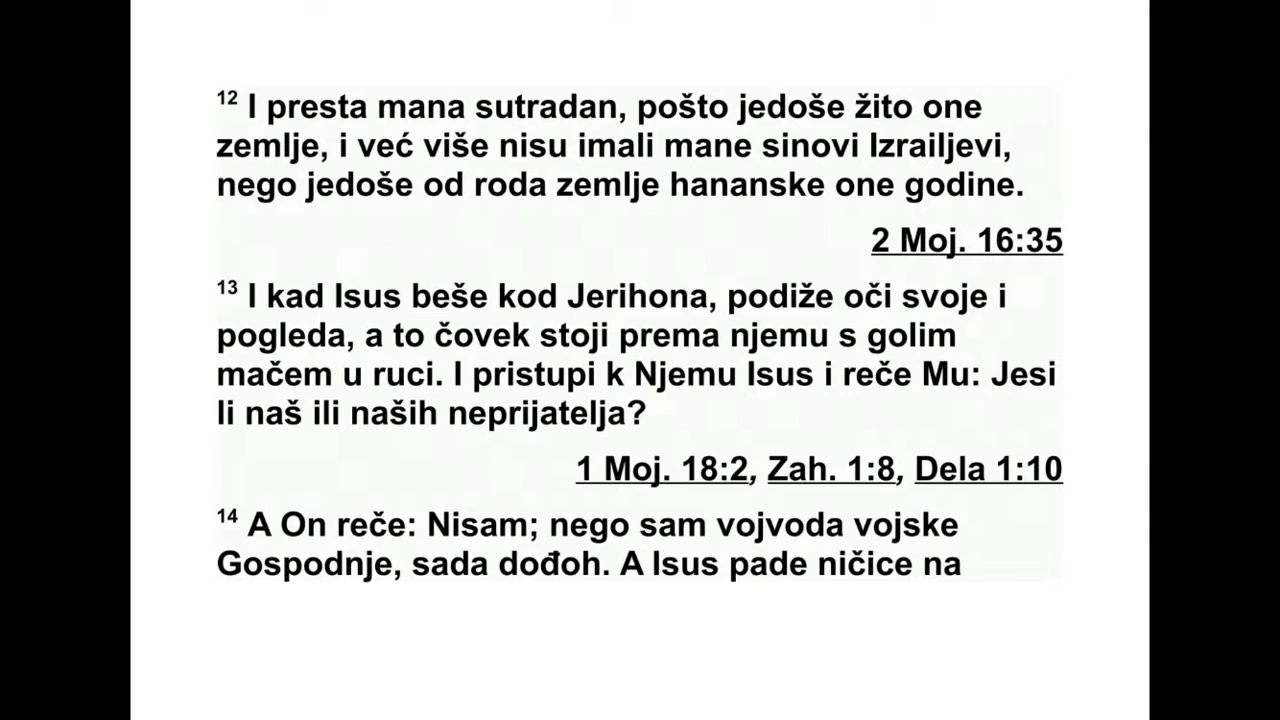 12 I presta mana sutradan, pošto jedoše žito one
zemlje, i već više nisu imali mane sinovi Izrailjevi,
nego jedoše od roda zemlje hananske one godine.
2 Moj. 16:35
13 I kad Isus beše kod Jerihona, podiže oči svoje i
pogleda, a to čovek stoji prema njemu s golim
mačem u ruci. I pristupi k Njemu Isus i reče Mu: Jesi
li naš ili naših neprijatelja?
1 Moj. 18:2, Zah. 1:8, Dela 1:10
14 A On reče: Nisam; nego sam vojvoda vojske
Gospodnje, sada dođoh. A Isus pade ničice na